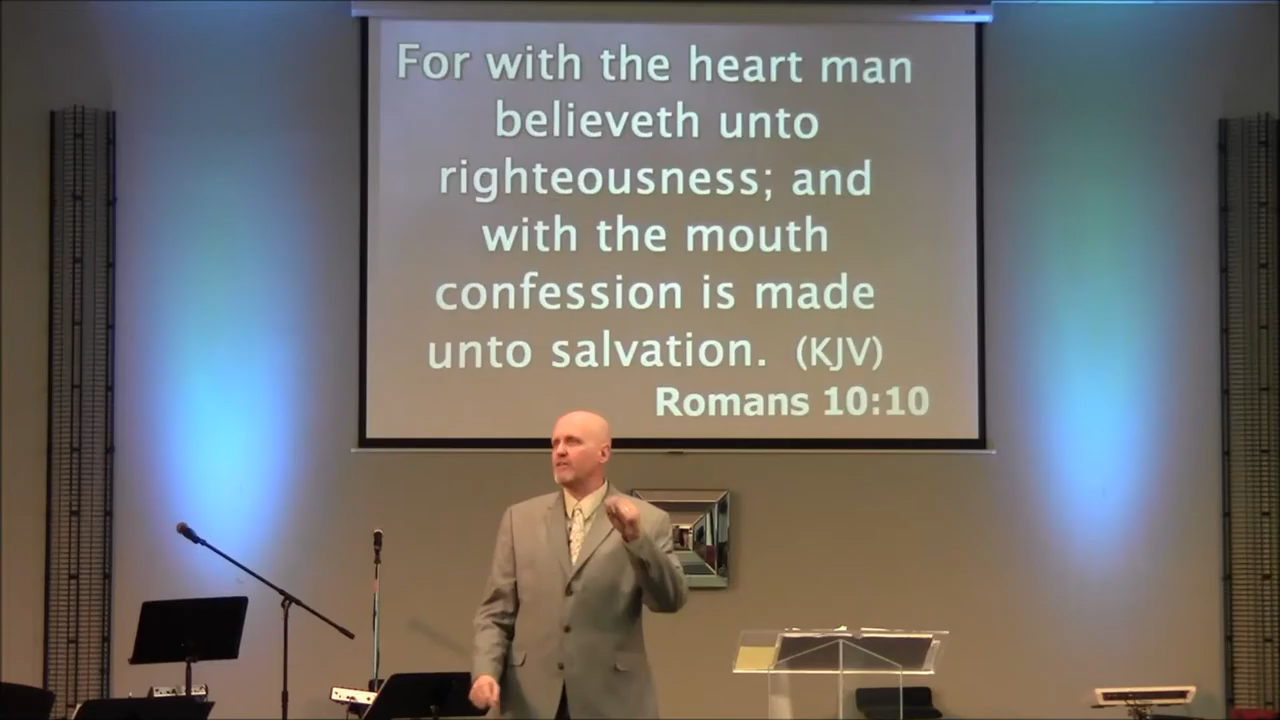 For with the heart man
believeth unto
righteousness; and
with the mouth
confession is made
unto salvation. (KJV)
Romans 10:10